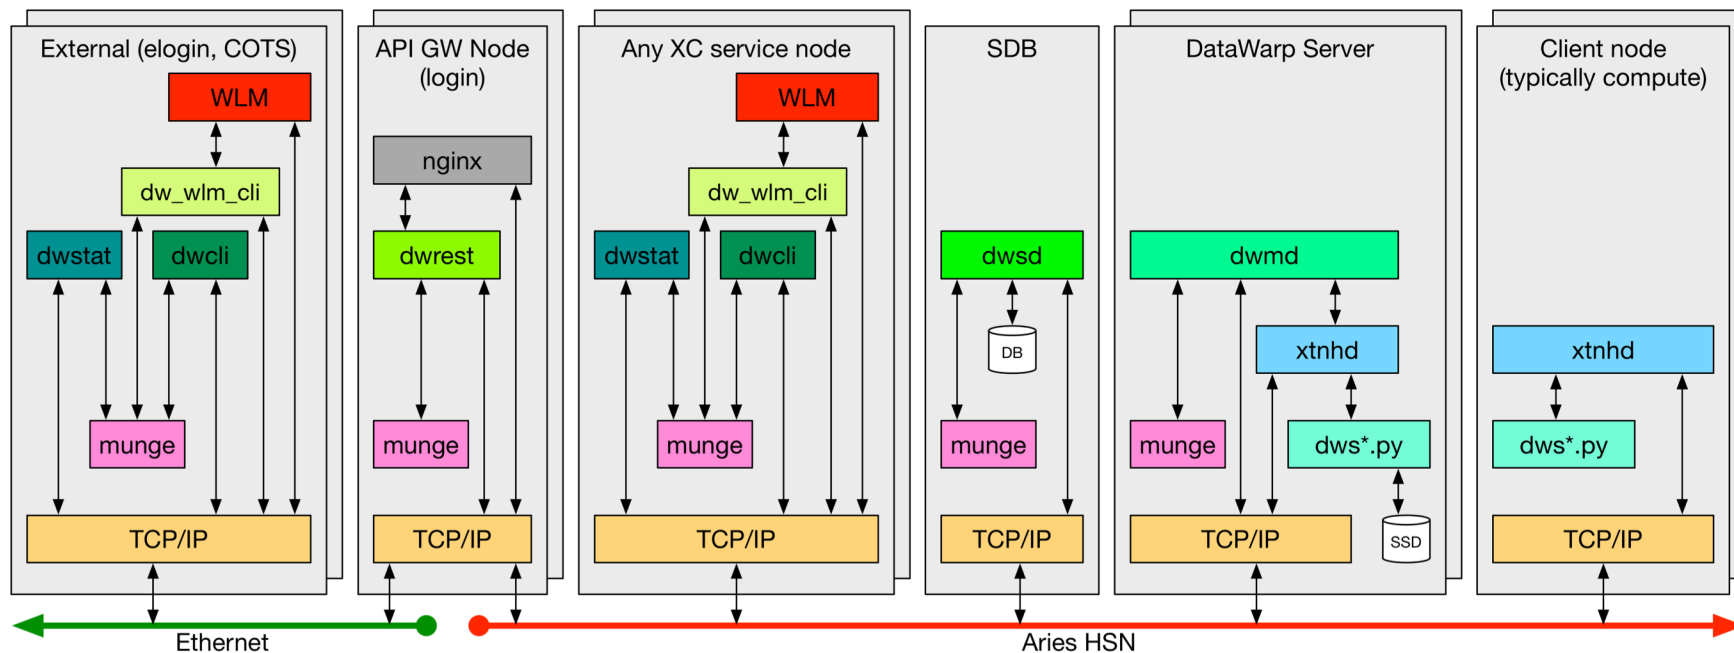 External (elogin, COTS)
WLM
dw_wlm_cli
dwstat
dwcli
munge
TCP/IP
API GW Node
(login)
nginx
dwrest
munge
TCP/IP
Any XC service node
WLM
dw_wlm_cli
dwstat
dwcli
munge
TCP/IP
SDB
dwsd
DB
munge
TCP/IP
DataWarp Server
dwmd
xtnhd
munge
dws*.py
TCP/IP
SSD
Client node
(typically compute)
xtnhd
dws*.py
TCP/IP
Ethernet
Aries HSN